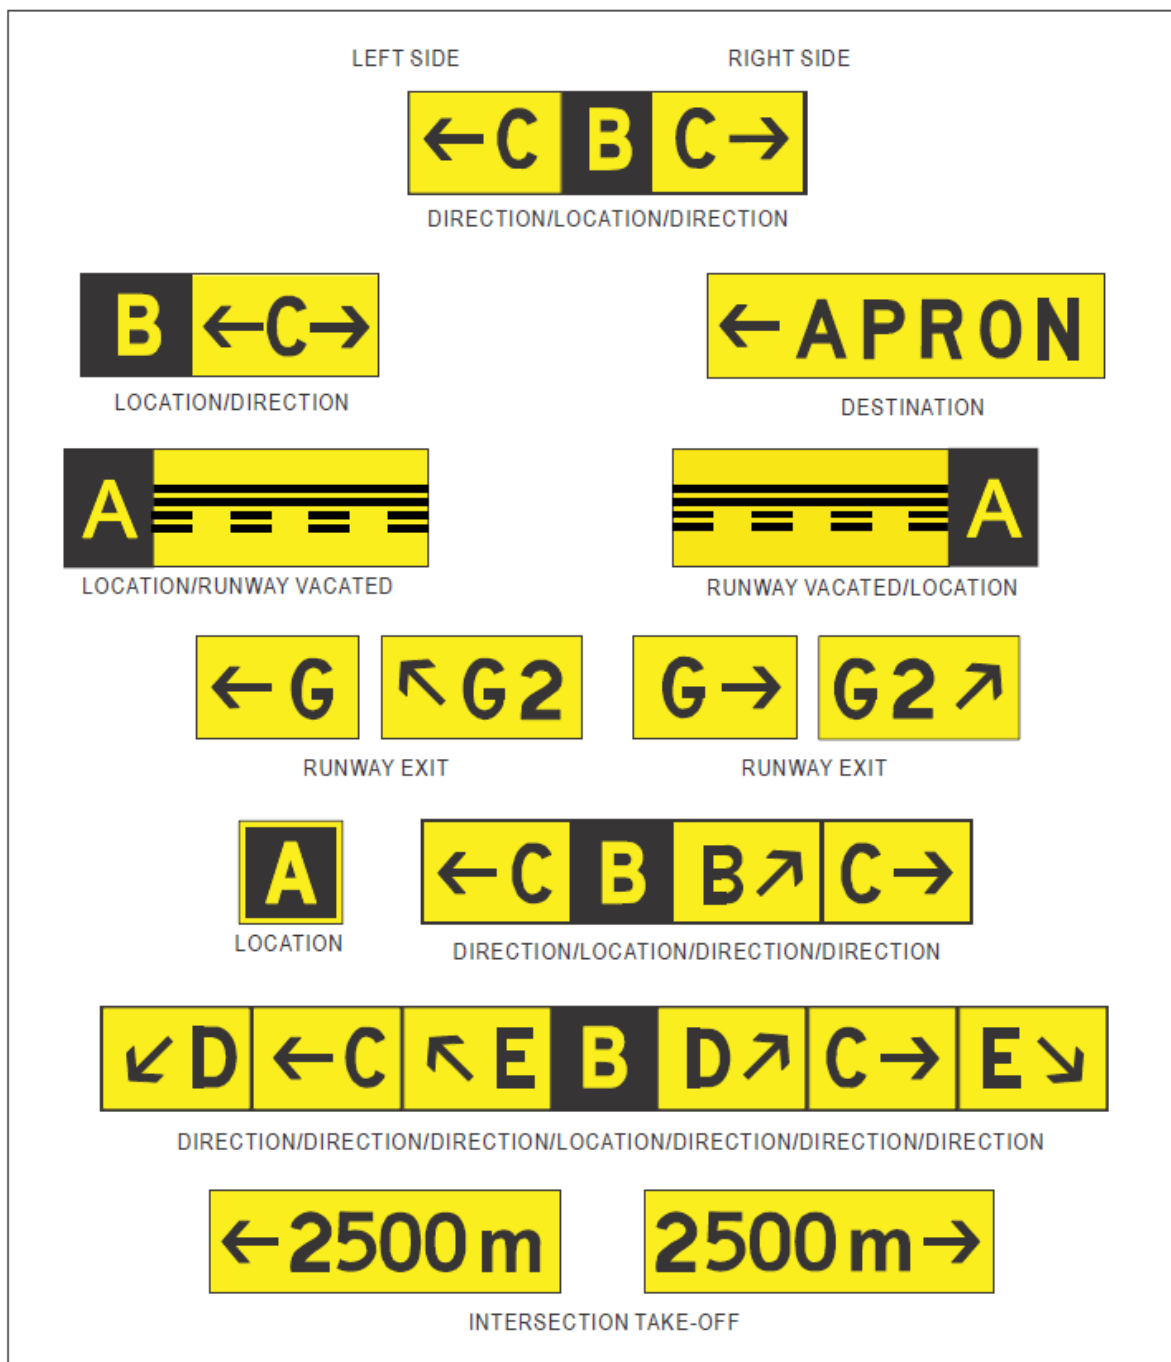 LEFT SIDE RIGHT SIDE
←C B C→
DIRECTION/LOCATION/DIRECTION
B ←C→ ←APRON
LOCATION/DIRECTION DESTINATION
A A
LOCATION/RUNWAY VACATED RUNWAY VACATED/LOCATION
←G ↖G2 G→ G2↗
RUNWAY EXIT RUNWAY EXIT
A ←C B B↗ C→
LOCATION DIRECTION/LOCATION/DIRECTION/DIRECTION
↙D ←C ↖E B D↗ C→ E↘
DIRECTION/DIRECTION/DIRECTION/LOCATION/DIRECTION/DIRECTION/DIRECTION
←2500 m 2500 m→
INTERSECTION TAKE-OFF